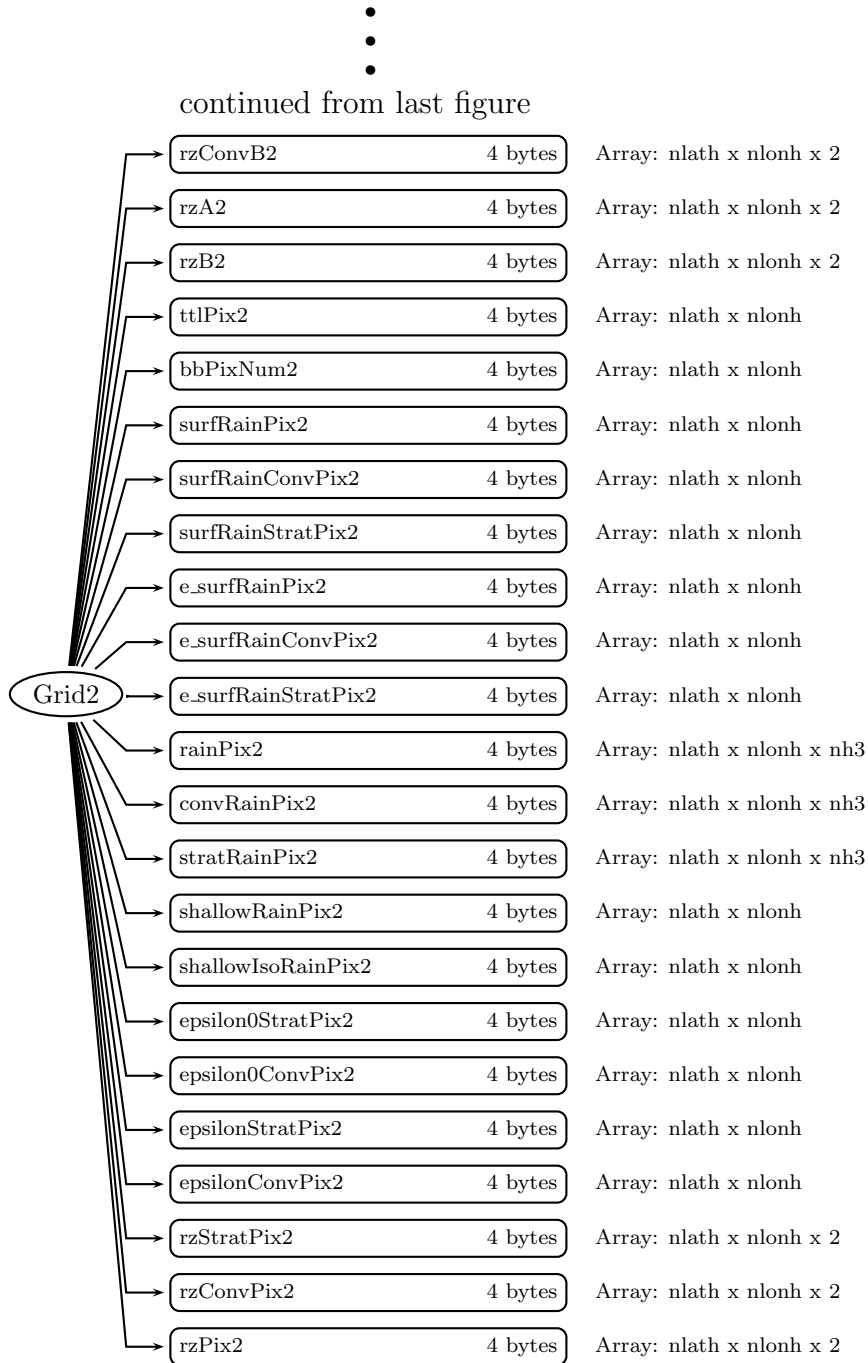 continued from last figure
rzConvB2 4 bytes Array: nlath x nlonh x 2
rzA2 4 bytes Array: nlath x nlonh x 2
rzB2 4 bytes Array: nlath x nlonh x 2
ttlPix2 4 bytes Array: nlath x nlonh
bbPixNum2 4 bytes Array: nlath x nlonh
surfRainPix2 4 bytes Array: nlath x nlonh
surfRainConvPix2 4 bytes Array: nlath x nlonh
surfRainStratPix2 4 bytes Array: nlath x nlonh
e_surfRainPix2 4 bytes Array: nlath x nlonh
e_surfRainConvPix2 4 bytes Array: nlath x nlonh
Grid2 e_surfRainStratPix2 4 bytes Array: nlath x nlonh
rainPix2 4 bytes Array: nlath x nlonh x nh3
convRainPix2 4 bytes Array: nlath x nlonh x nh3
stratRainPix2 4 bytes Array: nlath x nlonh x nh3
shallowRainPix2 4 bytes Array: nlath x nlonh
shallowIsoRainPix2 4 bytes Array: nlath x nlonh
epsilon0StratPix2 4 bytes Array: nlath x nlonh
epsilon0ConvPix2 4 bytes Array: nlath x nlonh
epsilonStratPix2 4 bytes Array: nlath x nlonh
epsilonConvPix2 4 bytes Array: nlath x nlonh
rzStratPix2 4 bytes Array: nlath x nlonh x 2
rzConvPix2 4 bytes Array: nlath x nlonh x 2
rzPix2 4 bytes Array: nlath x nlonh x 2